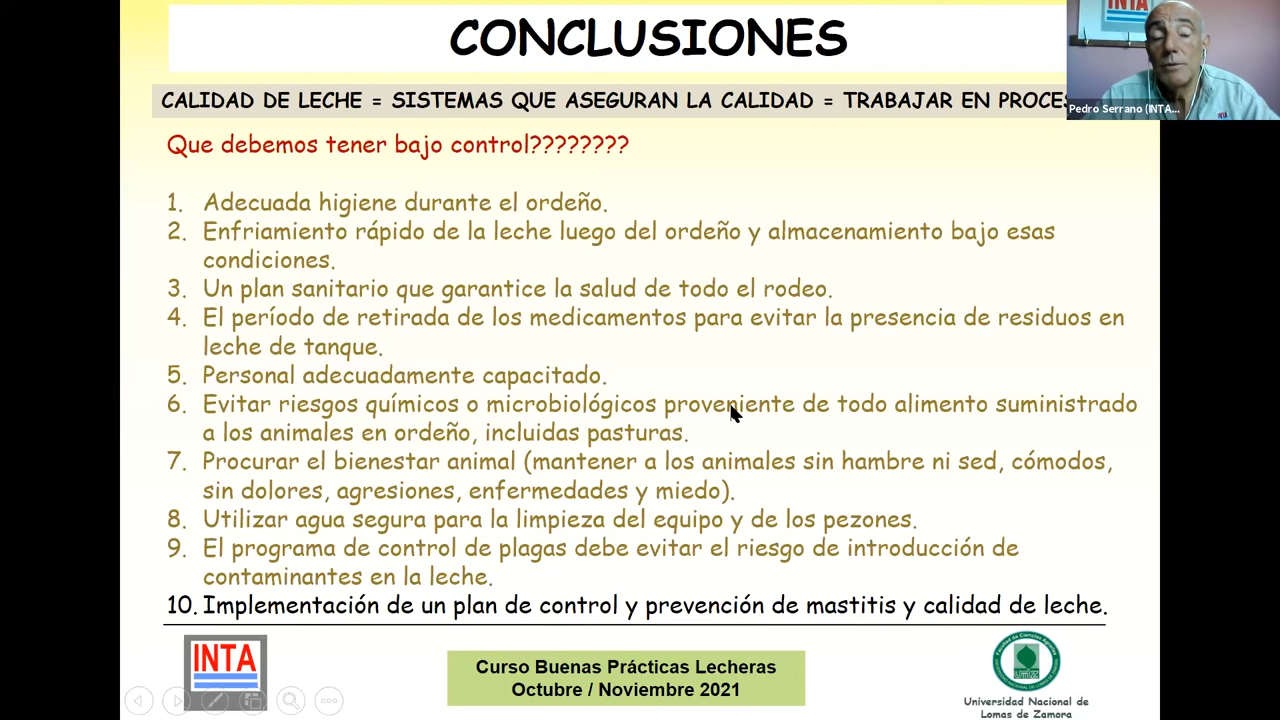 CONCLUSIONES
INTA
Pedro Serrano (INTA...
CALIDAD DE LECHE = SISTEMAS QUE ASEGURAN LA CALIDAD = TRABAJAR EN
Que debemos tener bajo control????????
1. Adecuada higiene durante el ordeño.
2. Enfriamiento rápido de la leche luego del ordeño y almacenamiento bajo esas
condiciones.
3. Un plan sanitario que garantice la salud de todo el rodeo.
4. El período de retirada de los medicamentos para evitar la presencia de residuos en
leche de tanque.
5. Personal adecuadamente capacitado.
6. Evitar riesgos químicos o microbiológicos proveniente de todo alimento suministrado
a los animales en ordeño, incluidas pasturas.
7. Procurar el bienestar animal (mantener a los animales sin hambre ni sed, cómodos,
sin dolores, agresiones, enfermedades y miedo).
8. Utilizar agua segura para la limpieza del equipo y de los pezones.
9. El programa de control de plagas debe evitar el riesgo de introducción de
contaminantes en la leche.
10. Implementación de un plan de control y prevención de mastitis y calidad de leche.
INTA
Curso Buenas Prácticas Lecheras
Octubre / Noviembre 2021
Universidad Nacional de
Lomas de Zamora